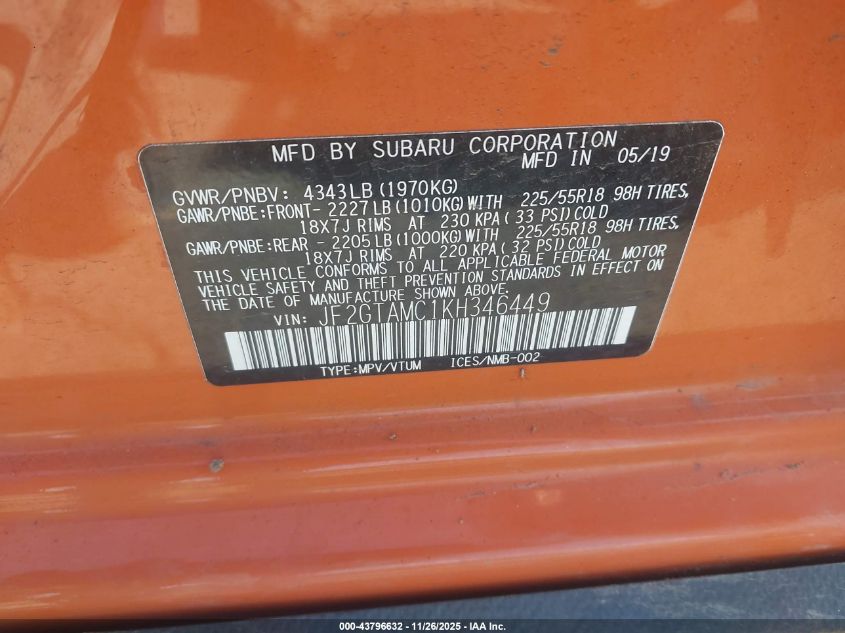 MFD BY SUBARU CORPORATION
MFD IN 05/19
GVWR/PNBV: 4343LB (1970KG)
GAWR/PNBE:FRONT- 2227LB (1010KG) WITH 225/55R18 98H TIRES,
18X7J RIMS AT 230 KPA ( 33 PSI) COLD
GAWR/PNBE:REAR - 2205LB (1000KG) WITH 225/55R18 98H TIRES,
18X7J RIMS AT 220 KPA ( 32 PSI) COLD
THIS VEHICLE CONFORMS TO ALL APPLICABLE FEDERAL MOTOR
VEHICLE SAFETY AND THEFT PREVENTION STANDARDS IN EFFECT ON
THE DATE OF MANUFACTURE SHOWN ABOVE.
VIN: JF2GTAMC1KH346449
TYPE:MPV/VTUM ICES/NMB-002
000-43796632 - 11/26/2025 - IAA Inc.